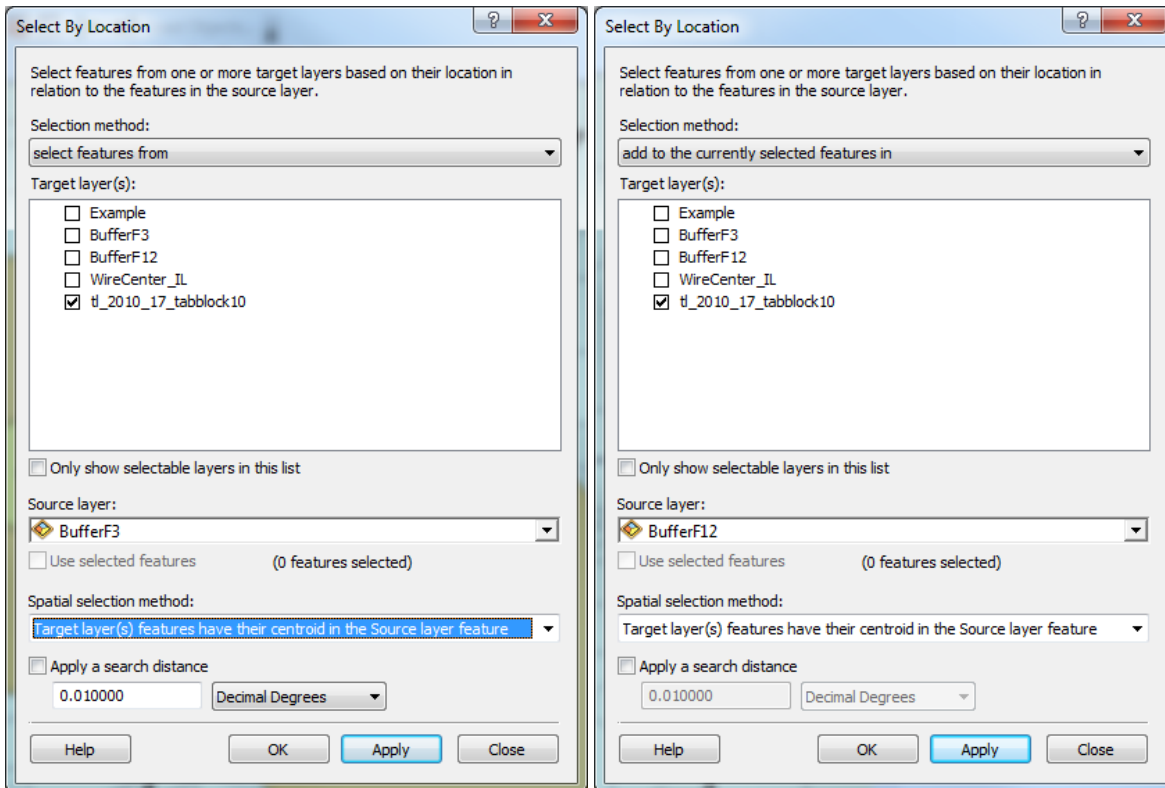 Select By Location
Select features from one or more target layers based on their location in
relation to the features in the source layer.
Selection method:
select features from
Target layer(s):
Example
BufferF3
BufferF12
WireCenter_IL
tl_2010_17_tabblock10
Only show selectable layers in this list
Source layer:
BufferF3
Use selected features (0 features selected)
Spatial selection method:
Target layer(s) features have their centroid in the Source layer feature
Apply a search distance
0.010000 Decimal Degrees
Help OK Apply Close
Select By Location
Select features from one or more target layers based on their location in
relation to the features in the source layer.
Selection method:
add to the currently selected features in
Target layer(s):
Example
BufferF3
BufferF12
WireCenter_IL
tl_2010_17_tabblock10
Only show selectable layers in this list
Source layer:
BufferF12
Use selected features (0 features selected)
Spatial selection method:
Target layer(s) features have their centroid in the Source layer feature
Apply a search distance
0.010000 Decimal Degrees
Help OK Apply Close